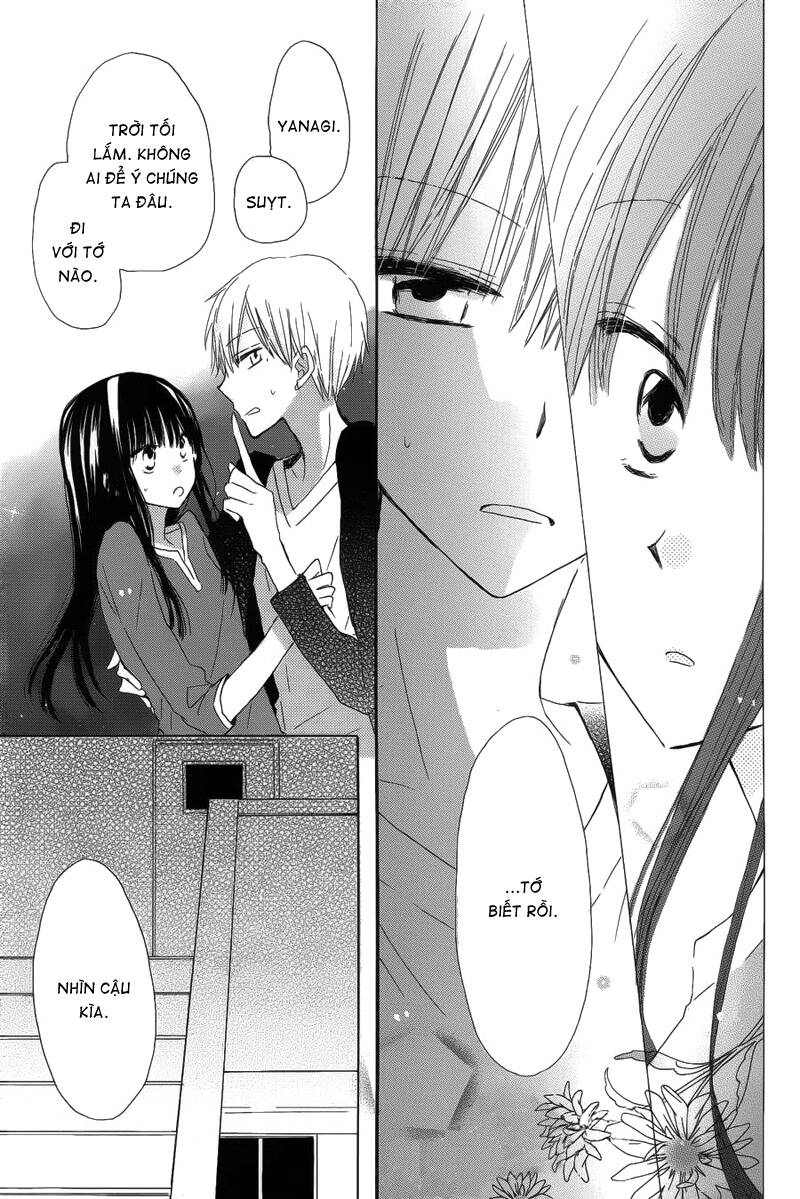 ...TỚ
BIẾT RỒI.
YANAGI.
SUỴT.
TRỜI TỐI
LẮM. KHÔNG
AI ĐỂ Ý CHÚNG
TA ĐÂU.
ĐI
VỚI TỚ
NÀO.
NHÌN CẬU
KÌA.